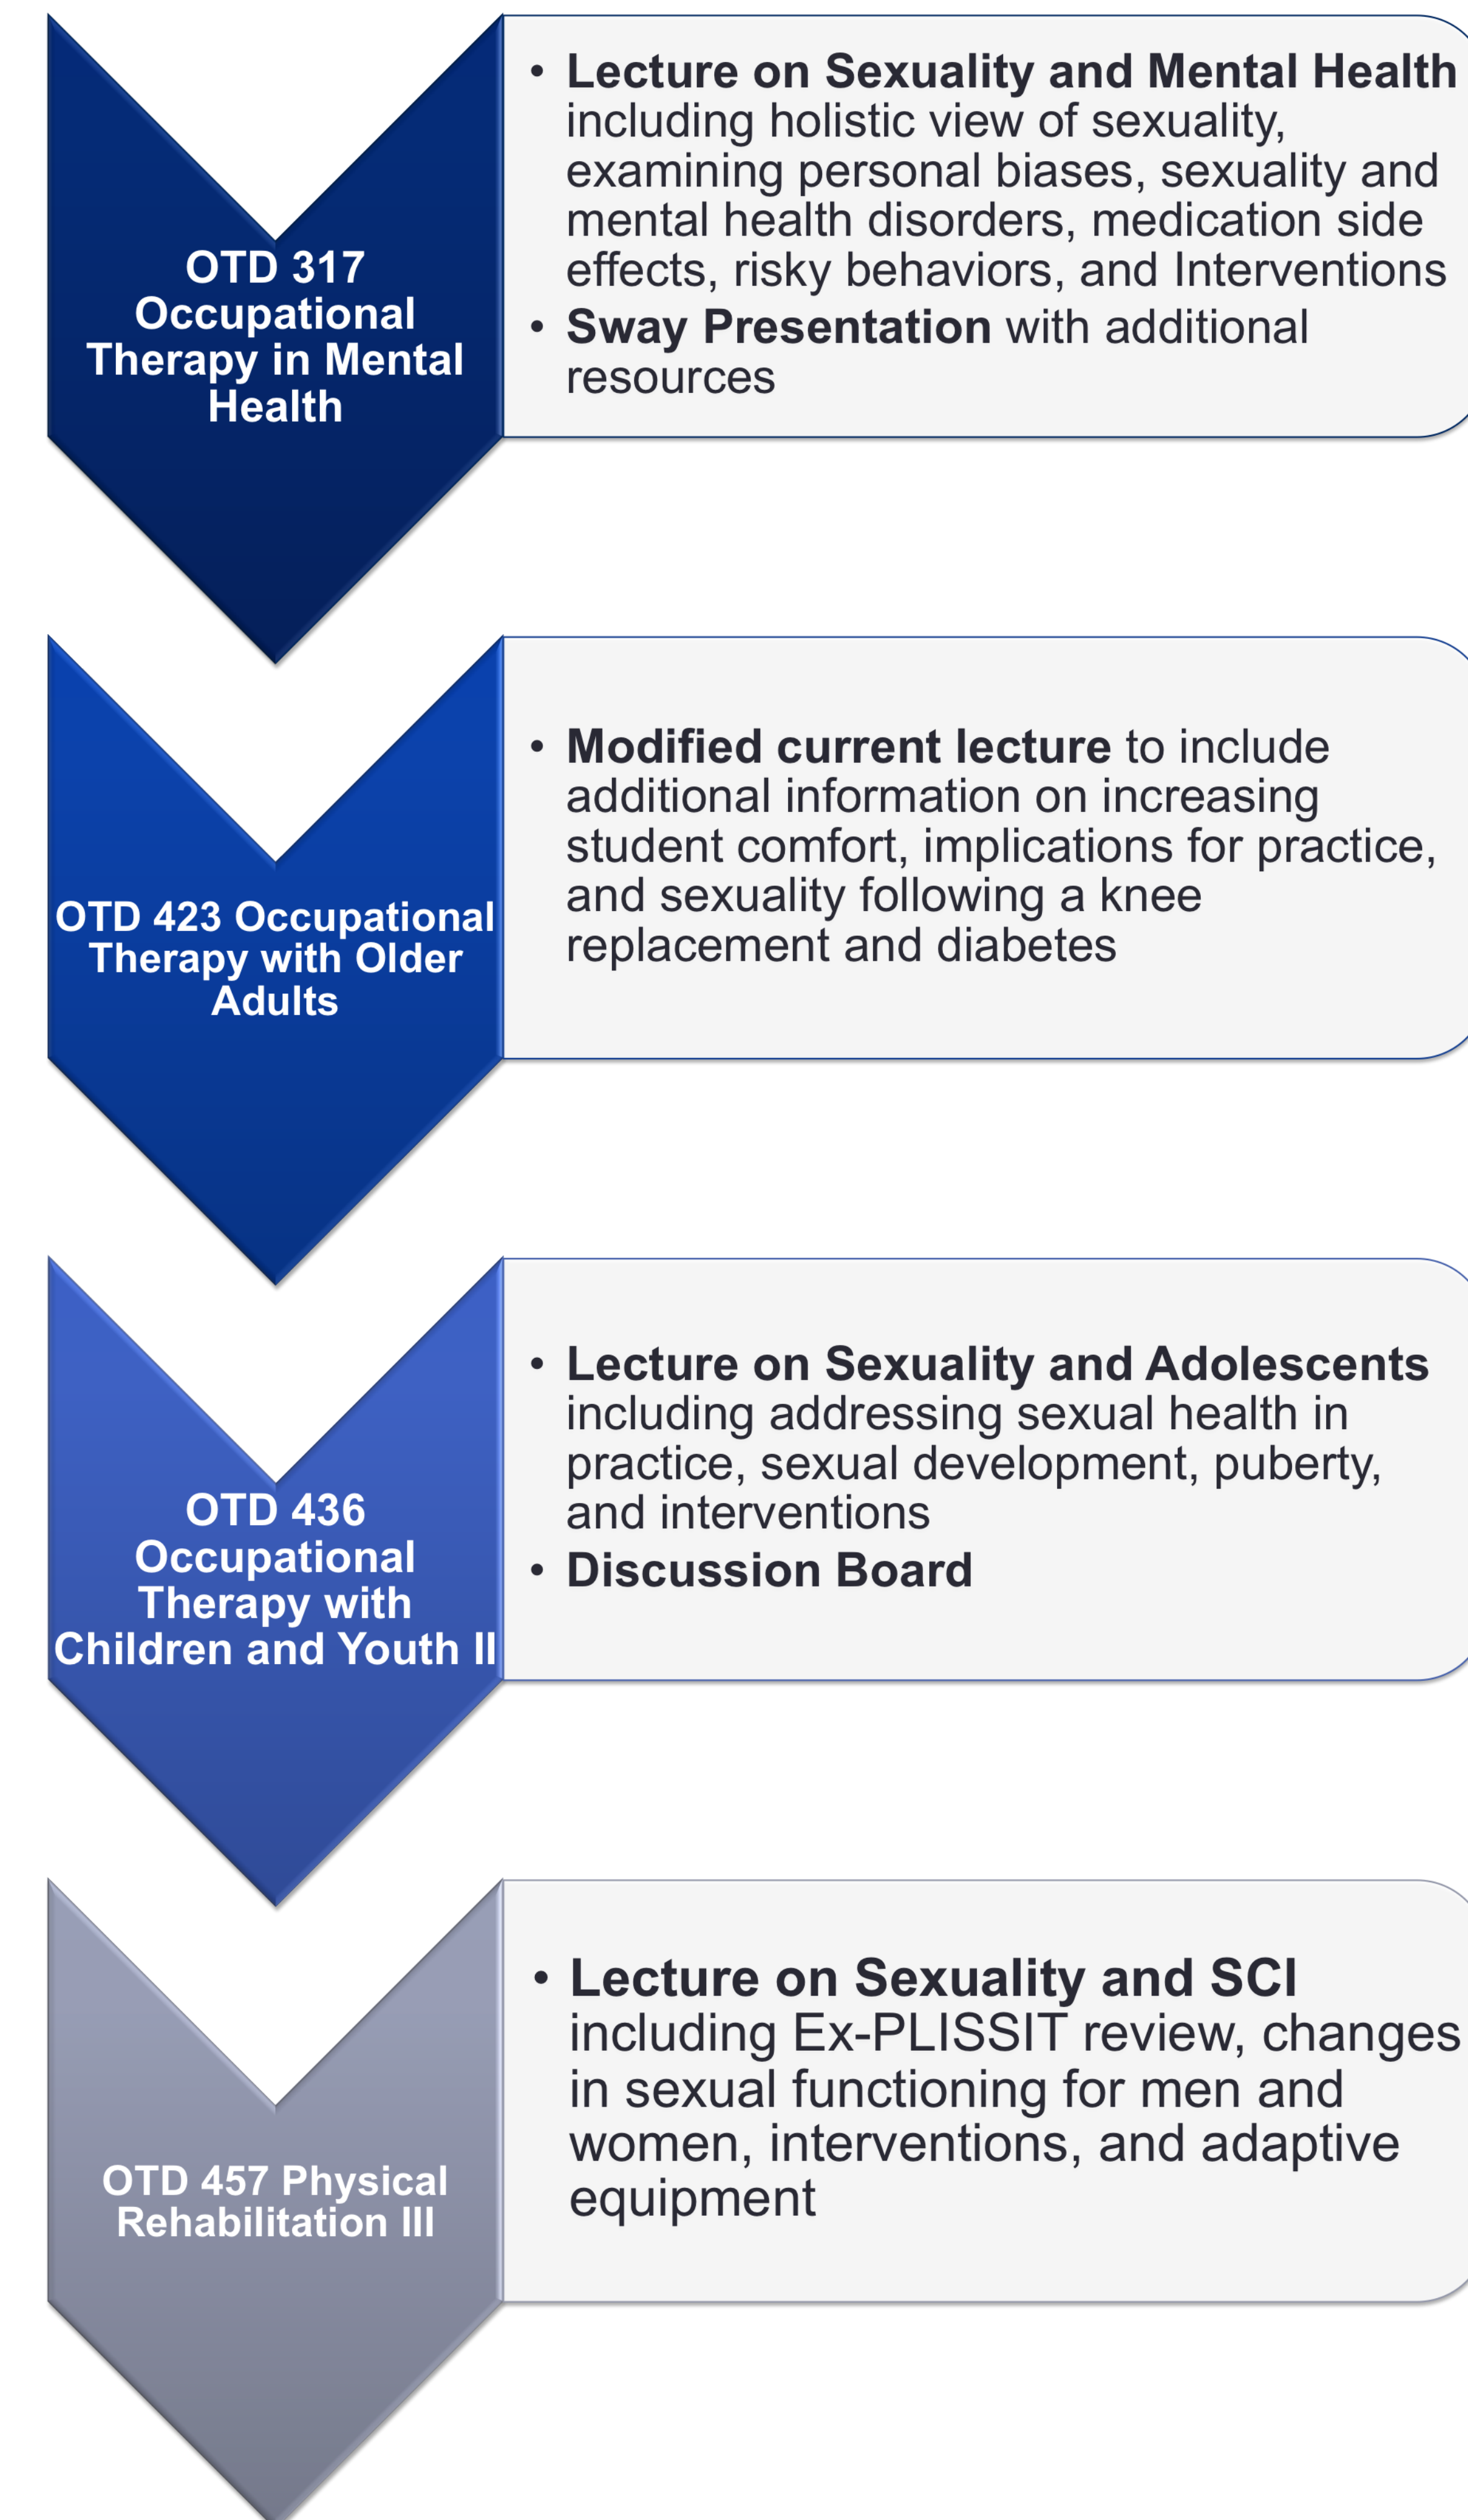 OTD 317
Occupational
Therapy in Mental
Health
• Lecture on Sexuality and Mental Health
including holistic view of sexuality,
examining personal biases, sexuality and
mental health disorders, medication side
effects, risky behaviors, and Interventions
• Sway Presentation with additional
resources
OTD 423 Occupational
Therapy with Older
Adults
• Modified current lecture to include
additional information on increasing
student comfort, implications for practice,
and sexuality following a knee
replacement and diabetes
OTD 436
Occupational
Therapy with
Children and Youth II
• Lecture on Sexuality and Adolescents
including addressing sexual health in
practice, sexual development, puberty,
and interventions
• Discussion Board
OTD 457 Physical
Rehabilitation III
• Lecture on Sexuality and SCI
including Ex-PLISSIT review, changes
in sexual functioning for men and
women, interventions, and adaptive
equipment